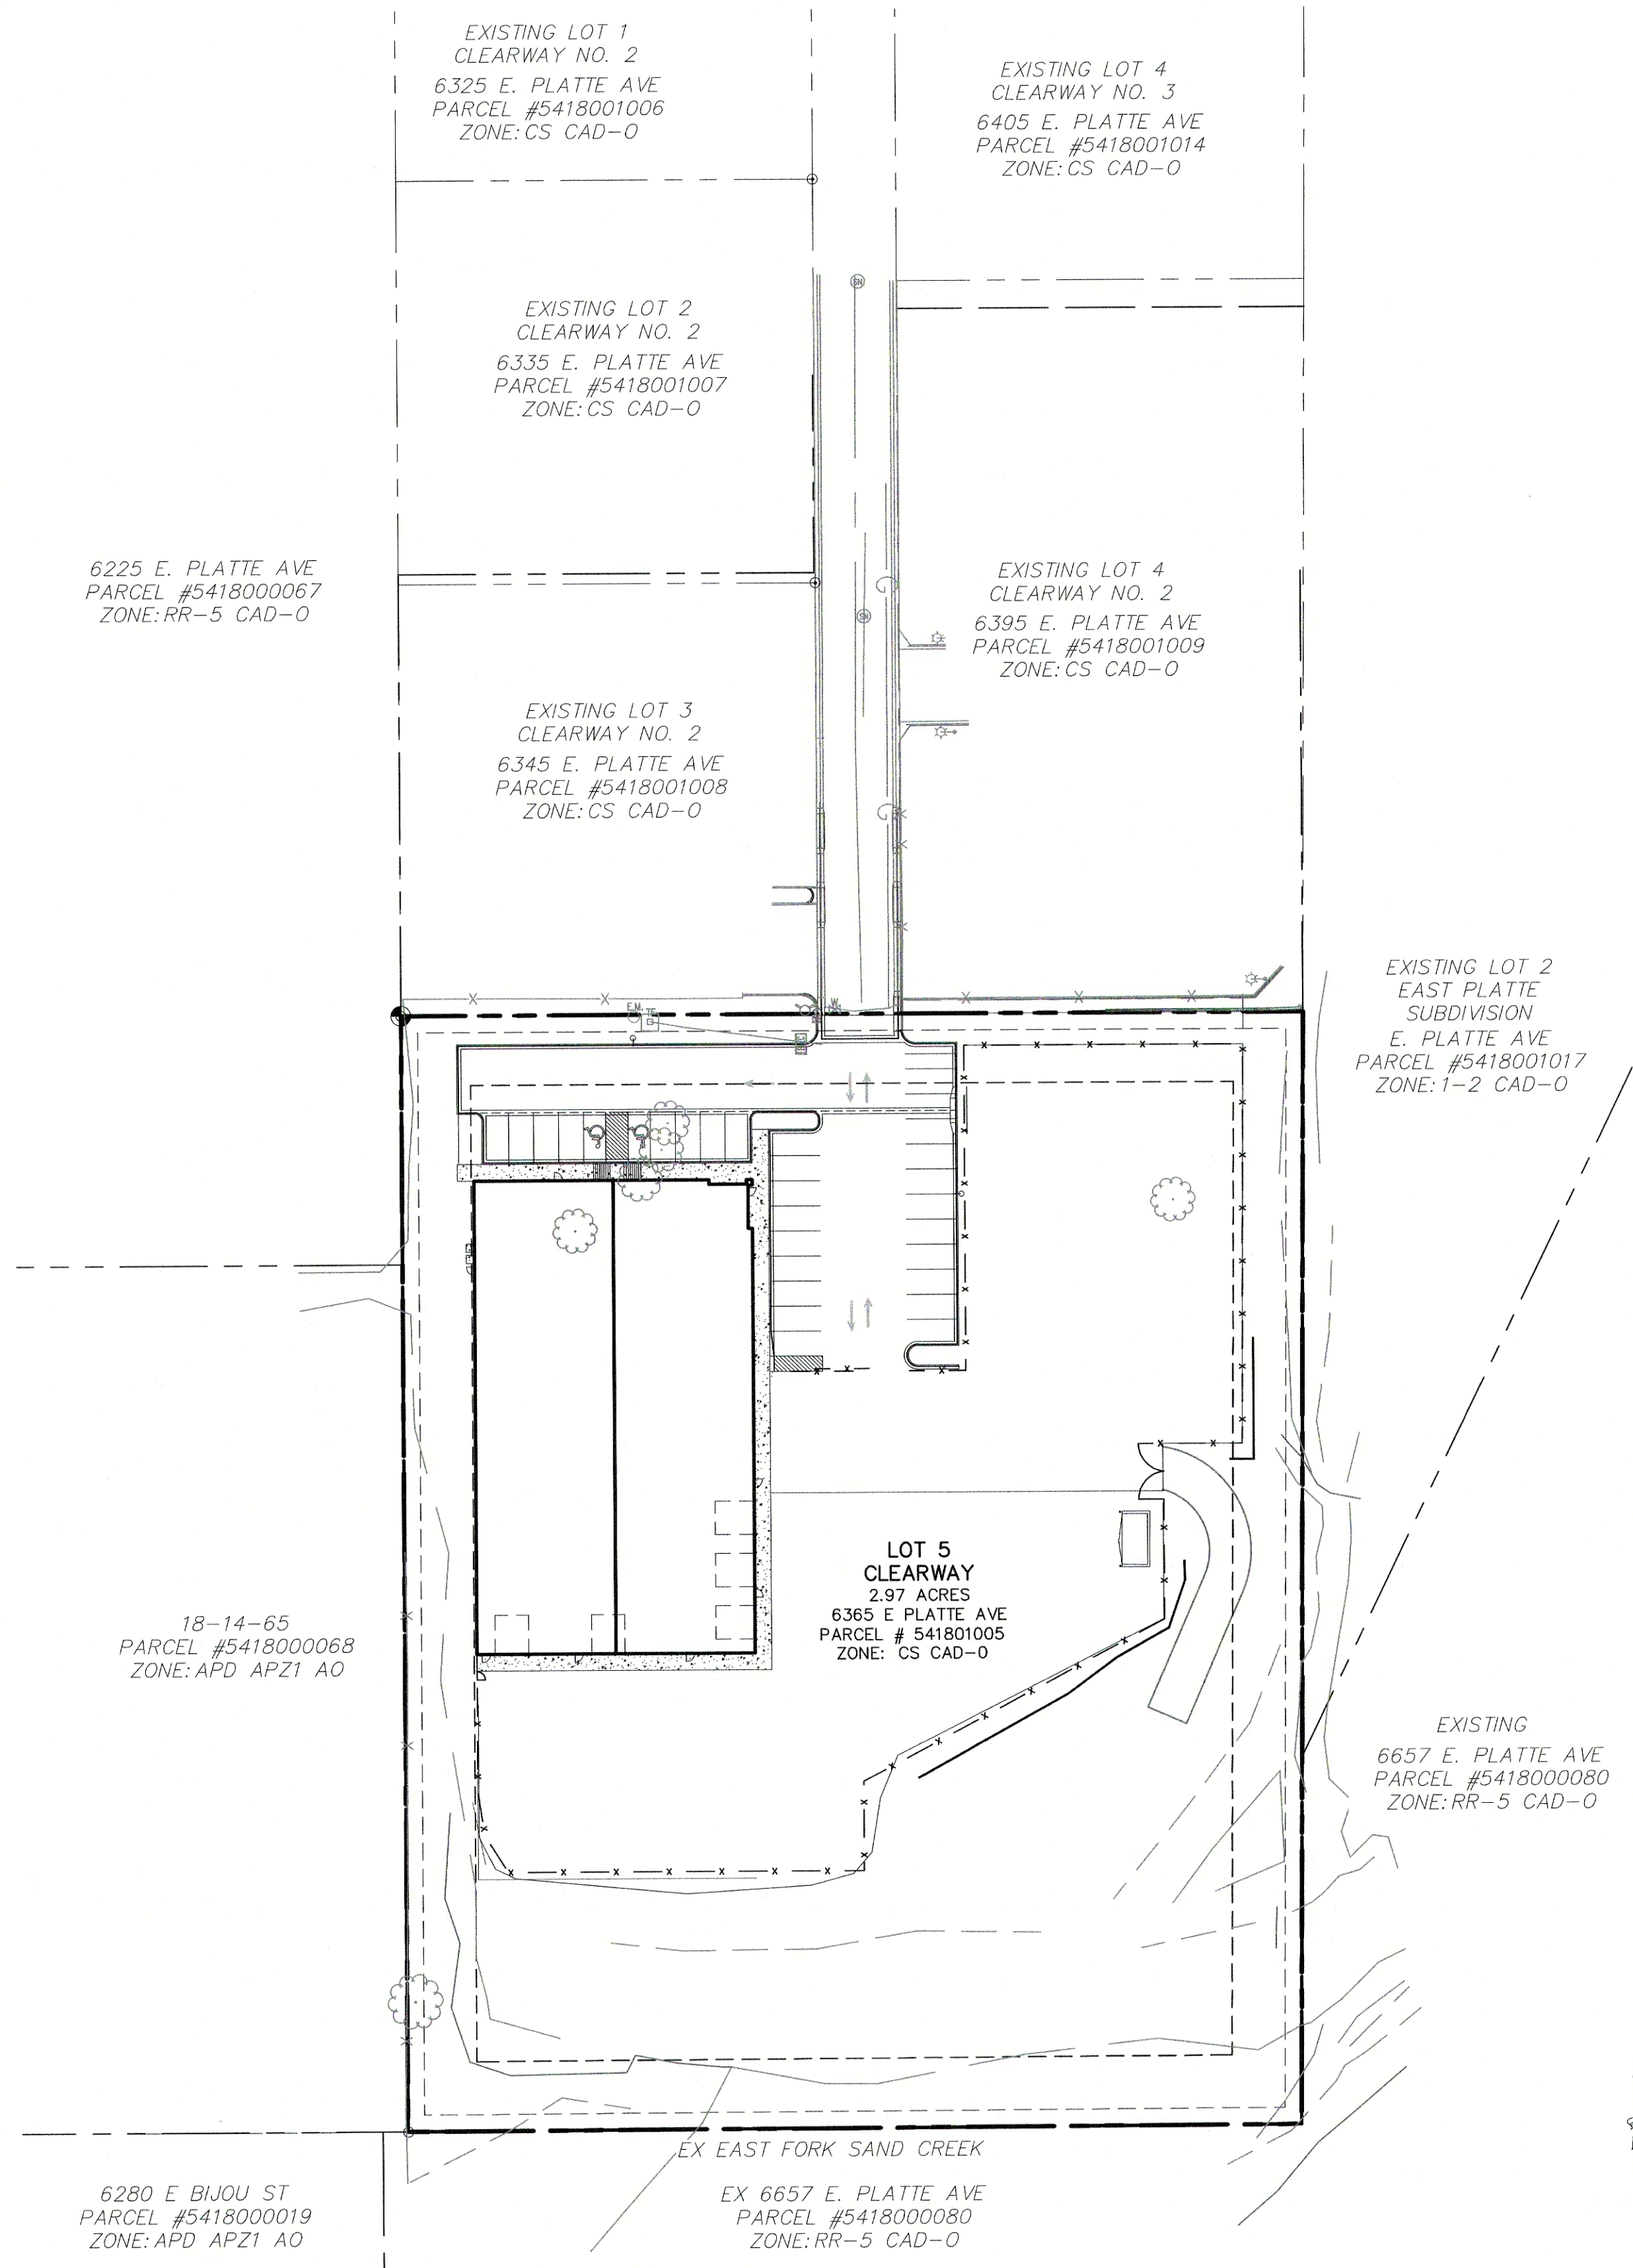 EXISTING LOT 1
CLEARWAY NO. 2
6325 E. PLATTE AVE
PARCEL #5418001006
ZONE: CS CAD-O
EXISTING LOT 4
CLEARWAY NO. 3
6405 E. PLATTE AVE
PARCEL #5418001014
ZONE: CS CAD-O
SN
EXISTING LOT 2
CLEARWAY NO. 2
6335 E. PLATTE AVE
PARCEL #5418001007
ZONE: CS CAD-O
6225 E. PLATTE AVE
PARCEL #5418000067
ZONE: RR-5 CAD-O
EXISTING LOT 4
CLEARWAY NO. 2
6395 E. PLATTE AVE
PARCEL #5418001009
ZONE: CS CAD-O
SN
EXISTING LOT 3
CLEARWAY NO. 2
6345 E. PLATTE AVE
PARCEL #5418001008
ZONE: CS CAD-O
EXISTING LOT 2
EAST PLATTE
SUBDIVISION
E. PLATTE AVE
PARCEL #5418001017
ZONE: 1-2 CAD-O
E.M.
TE
LOT 5
CLEARWAY
2.97 ACRES
6365 E PLATTE AVE
PARCEL # 541801005
ZONE: CS CAD-O
18-14-65
PARCEL #5418000068
ZONE: APD APZ1 AO
EXISTING
6657 E. PLATTE AVE
PARCEL #5418000080
ZONE: RR-5 CAD-O
EX EAST FORK SAND CREEK
6280 E BIJOU ST
PARCEL #5418000019
ZONE: APD APZ1 AO
EX 6657 E. PLATTE AVE
PARCEL #5418000080
ZONE: RR-5 CAD-O